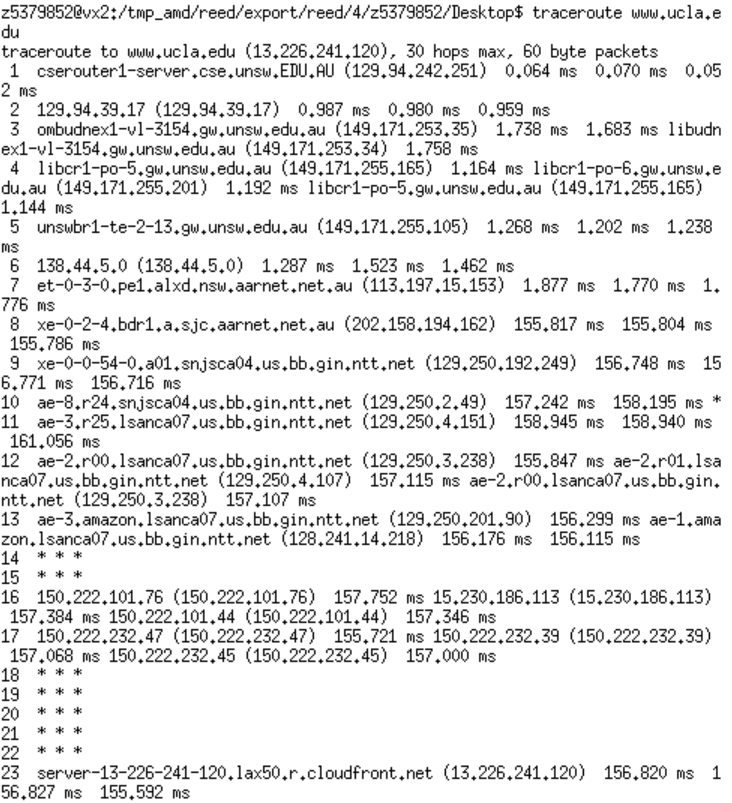 z5379852@vx2:/tmp_amd/reed/export/reed/4/z5379852/Desktop$ traceroute www.ucla.e
du
traceroute to www.ucla.edu (13.226.241.120), 30 hops max, 60 byte packets
 1  cserouter1-server.cse.unsw.EDU.AU (129.94.242.251)  0.064 ms  0.070 ms  0.05
2 ms
 2  129.94.39.17 (129.94.39.17)  0.987 ms  0.980 ms  0.959 ms
 3  ombudnex1-vl-3154.gw.unsw.edu.au (149.171.253.35)  1.738 ms  1.683 ms libudn
ex1-vl-3154.gw.unsw.edu.au (149.171.253.34)  1.758 ms
 4  libcr1-po-5.gw.unsw.edu.au (149.171.255.165)  1.164 ms libcr1-po-6.gw.unsw.e
du.au (149.171.255.201)  1.192 ms libcr1-po-5.gw.unsw.edu.au (149.171.255.165)
1.144 ms
 5  unswbr1-te-2-13.gw.unsw.edu.au (149.171.255.105)  1.268 ms  1.202 ms  1.238
ms
 6  138.44.5.0 (138.44.5.0)  1.287 ms  1.523 ms  1.462 ms
 7  et-0-3-0.pe1.alxd.nsw.aarnet.net.au (113.197.15.153)  1.877 ms  1.770 ms  1.
776 ms
 8  xe-0-2-4.bdr1.a.sjc.aarnet.net.au (202.158.194.162)  155.817 ms  155.804 ms
 155.786 ms
 9  xe-0-0-54-0.a01.snjsca04.us.bb.gin.ntt.net (129.250.192.249)  156.748 ms  15
6.771 ms  156.716 ms
10  ae-8.r24.snjsca04.us.bb.gin.ntt.net (129.250.2.49)  157.242 ms  158.195 ms *
11  ae-3.r25.lsanca07.us.bb.gin.ntt.net (129.250.4.151)  158.945 ms  158.940 ms
 161.056 ms
12  ae-2.r00.lsanca07.us.bb.gin.ntt.net (129.250.3.238)  155.847 ms ae-2.r01.lsa
nca07.us.bb.gin.ntt.net (129.250.4.107)  157.115 ms ae-2.r00.lsanca07.us.bb.gin.
ntt.net (129.250.3.238)  157.107 ms
13  ae-3.amazon.lsanca07.us.bb.gin.ntt.net (129.250.201.90)  156.299 ms ae-1.ama
zon.lsanca07.us.bb.gin.ntt.net (128.241.14.218)  156.176 ms  156.115 ms
14  * * *
15  * * *
16  150.222.101.76 (150.222.101.76)  157.752 ms 15.230.186.113 (15.230.186.113)
 157.384 ms 150.222.101.44 (150.222.101.44)  157.346 ms
17  150.222.232.47 (150.222.232.47)  155.721 ms 150.222.232.39 (150.222.232.39)
 157.068 ms 150.222.232.45 (150.222.232.45)  157.000 ms
18  * * *
19  * * *
20  * * *
21  * * *
22  * * *
23  server-13-226-241-120.lax50.r.cloudfront.net (13.226.241.120)  156.820 ms  1
56.827 ms  155.592 ms